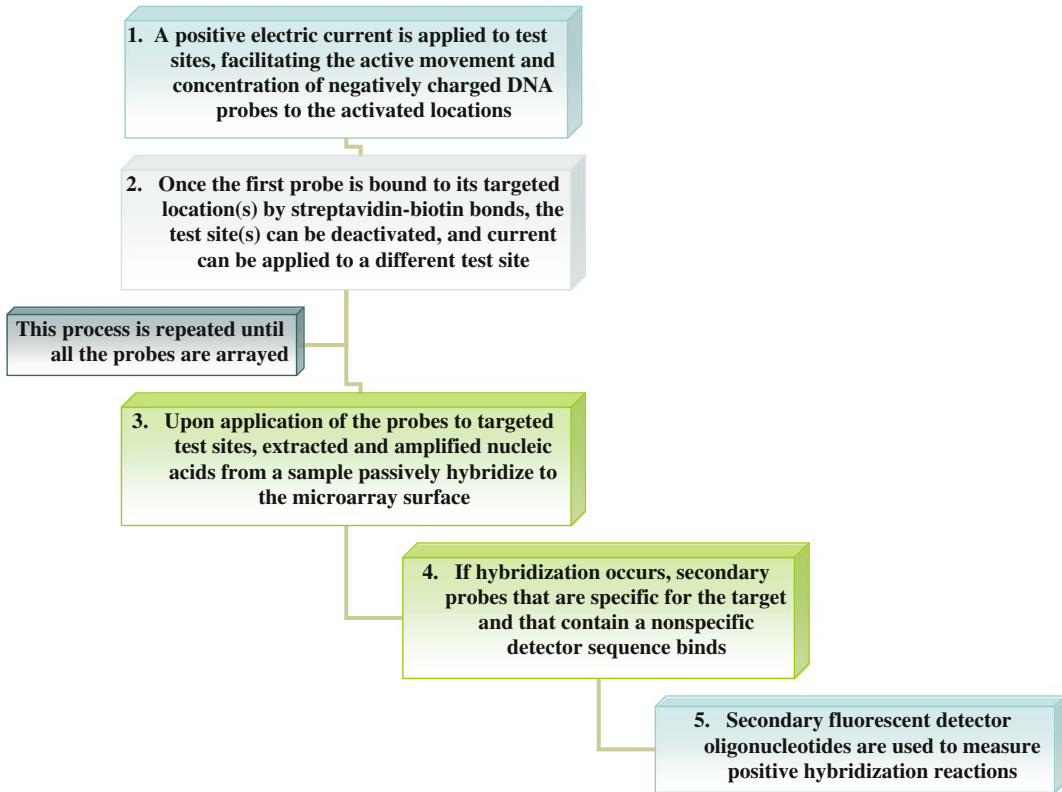 1. A positive electric current is applied to test
sites, facilitating the active movement and
concentration of negatively charged DNA
probes to the activated locations
2. Once the first probe is bound to its targeted
location(s) by streptavidin-biotin bonds, the
test site(s) can be deactivated, and current
can be applied to a different test site
This process is repeated until
all the probes are arrayed
3. Upon application of the probes to targeted
test sites, extracted and amplified nucleic
acids from a sample passively hybridize to
the microarray surface
4. If hybridization occurs, secondary
probes that are specific for the target
and that contain a nonspecific
detector sequence binds
5. Secondary fluorescent detector
oligonucleotides are used to measure
positive hybridization reactions